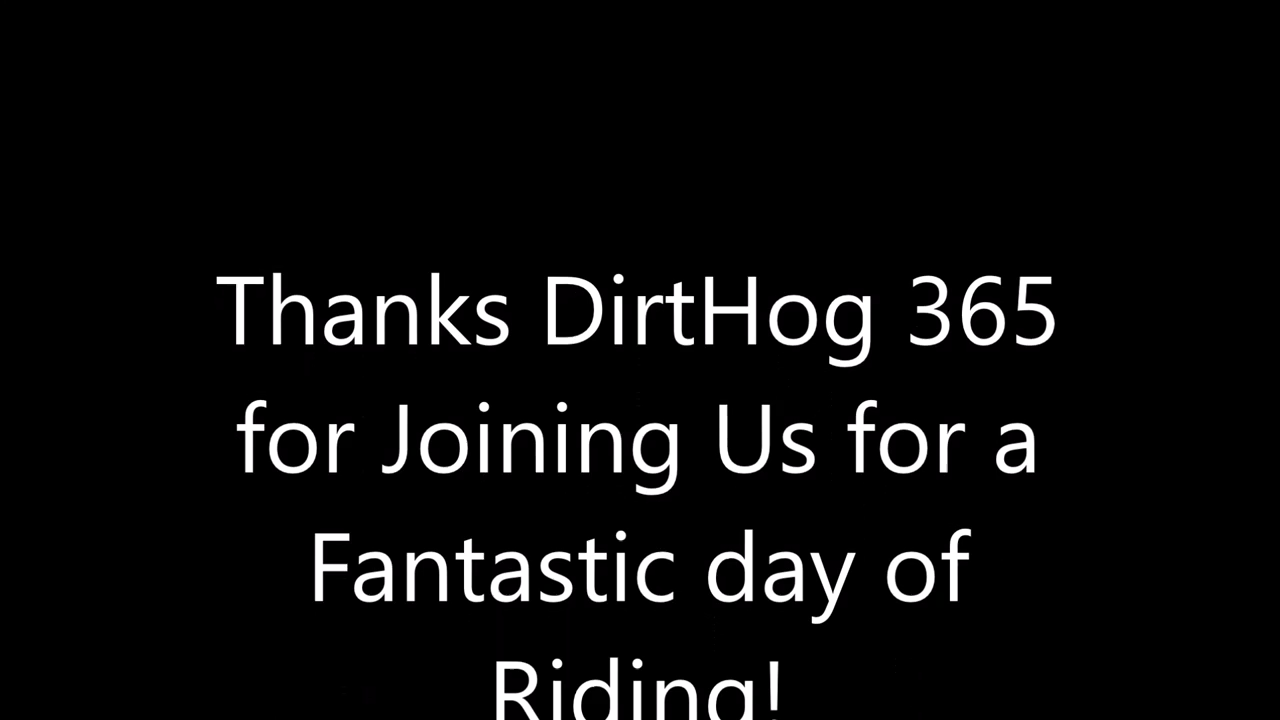 Thanks DirtHog 365
for Joining Us for a
Fantastic day of
Riding!